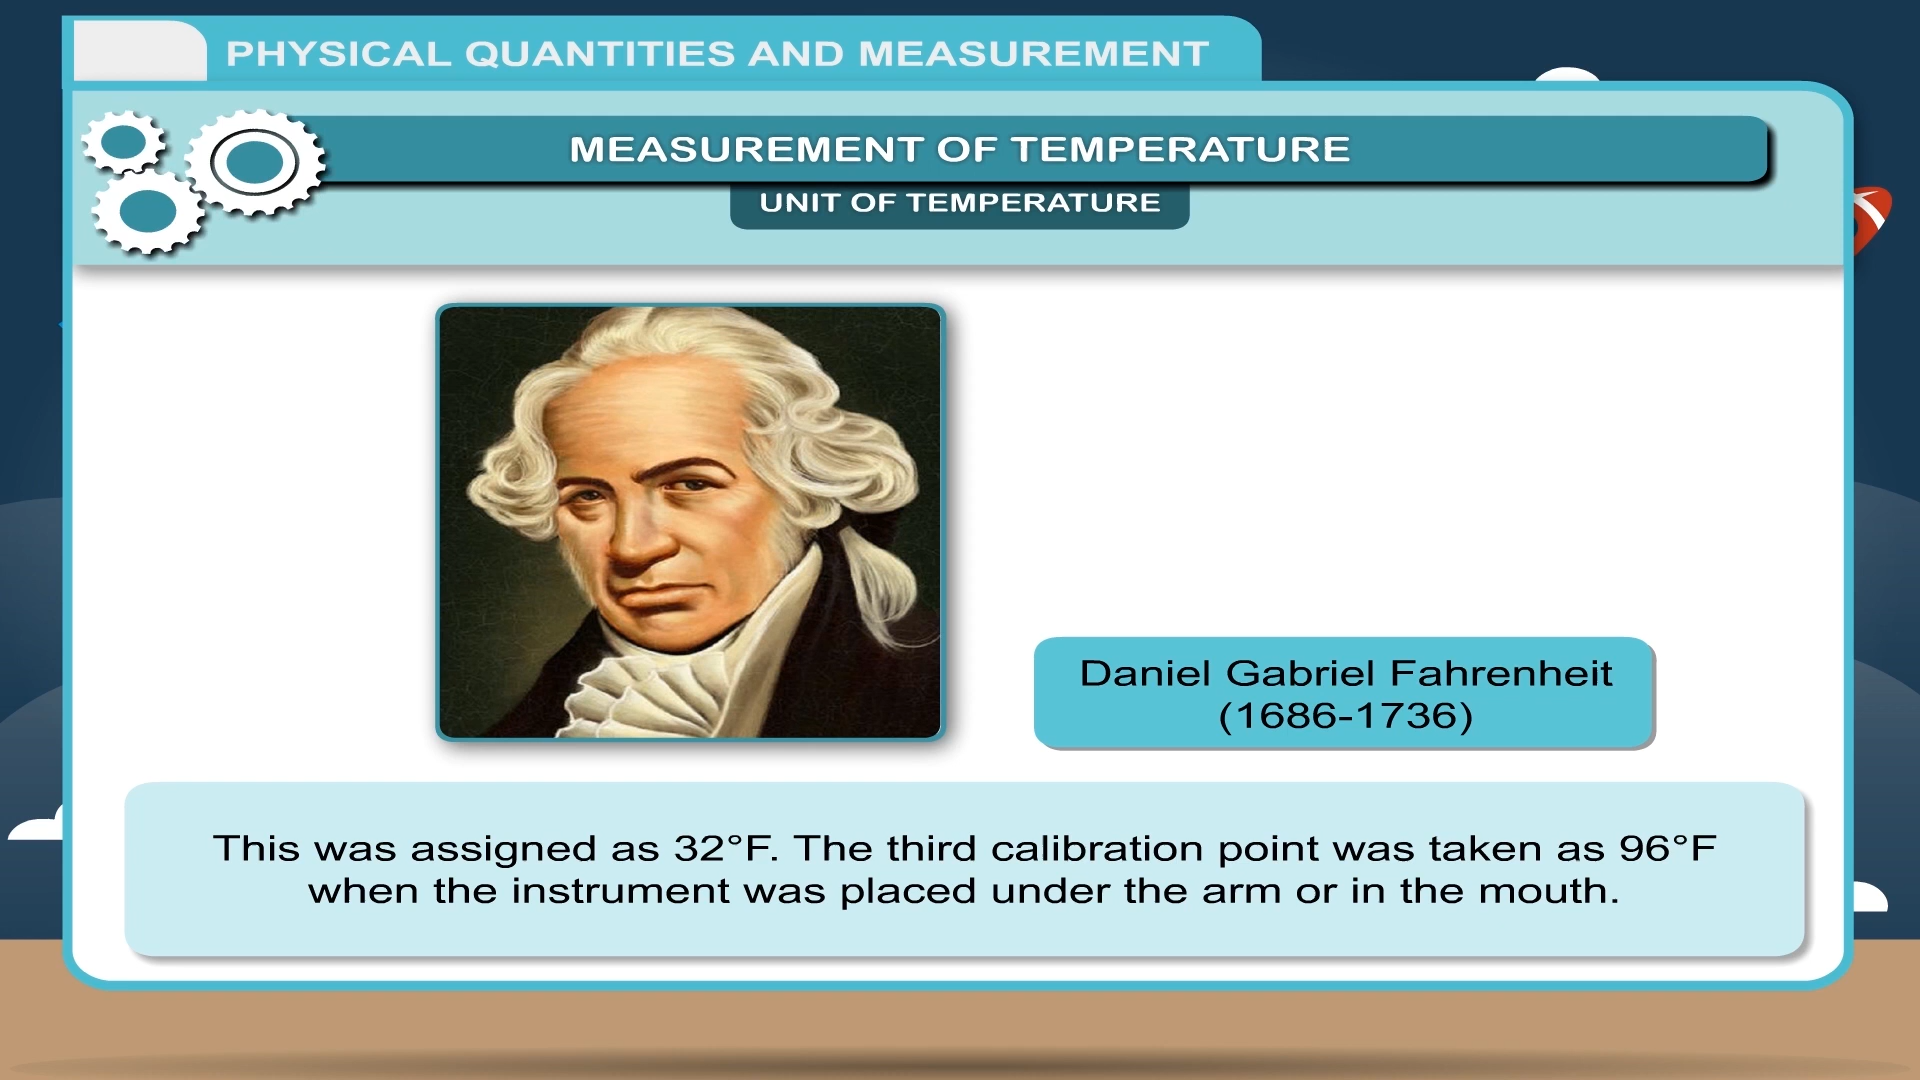 PHYSICAL QUANTITIES AND MEASUREMENT
MEASUREMENT OF TEMPERATURE
UNIT OF TEMPERATURE
Daniel Gabriel Fahrenheit
(1686-1736)
This was assigned as 32°F. The third calibration point was taken as 96°F
when the instrument was placed under the arm or in the mouth.